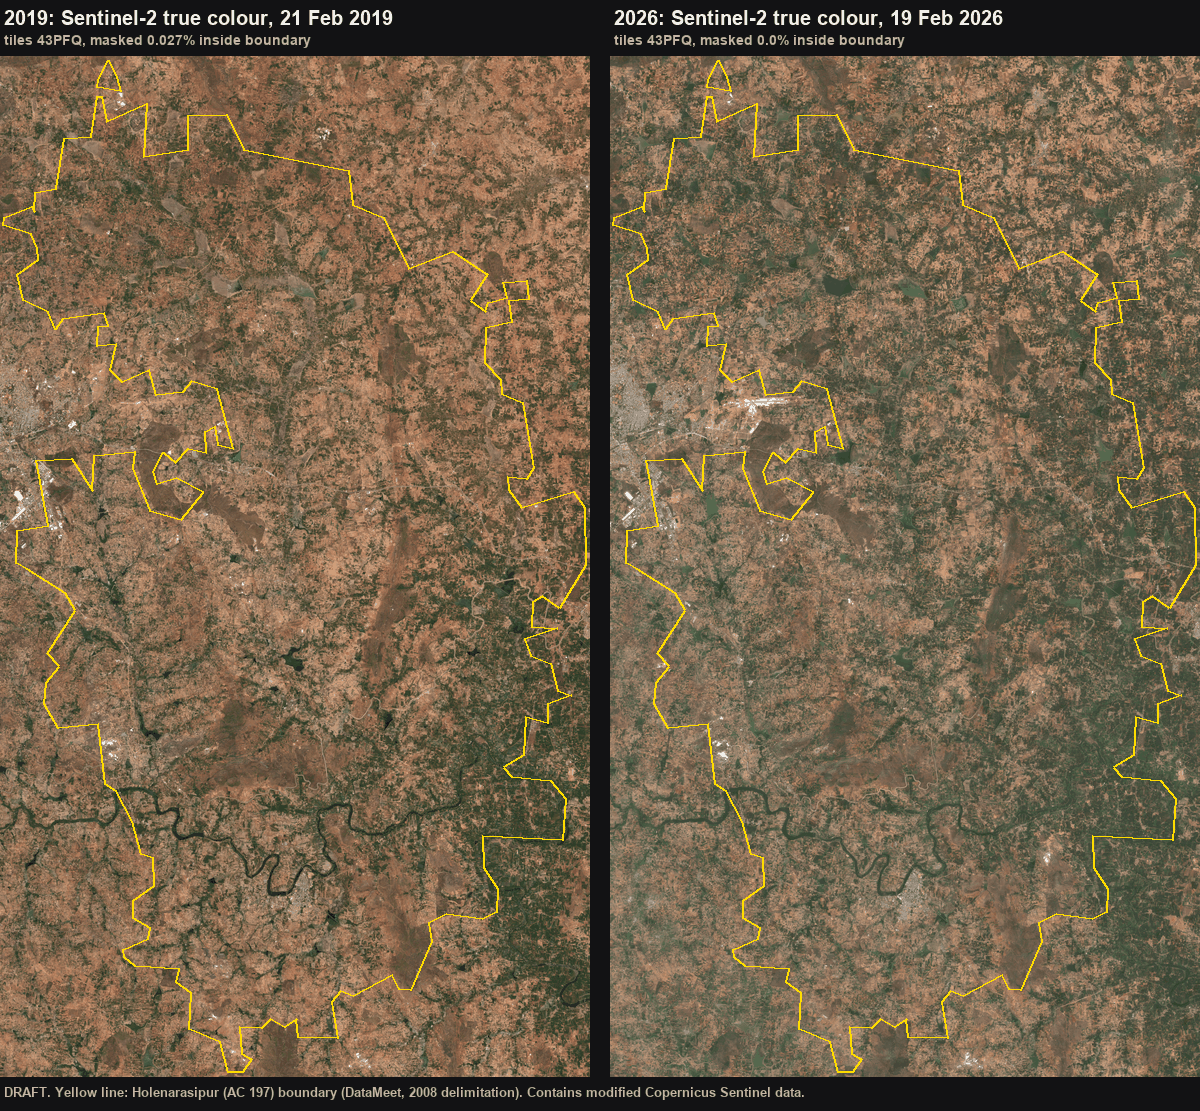 2019: Sentinel-2 true colour, 21 Feb 2019
tiles 43PFQ, masked 0.027% inside boundary
2026: Sentinel-2 true colour, 19 Feb 2026
tiles 43PFQ, masked 0.0% inside boundary
DRAFT. Yellow line: Holenarasipur (AC 197) boundary (DataMeet, 2008 delimitation). Contains modified Copernicus Sentinel data.